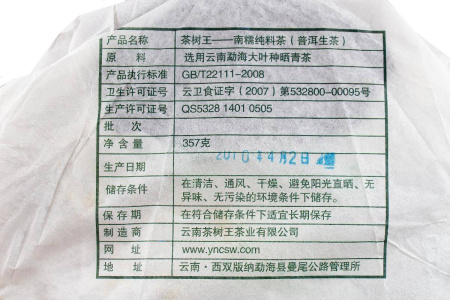 产品名称 茶树王——南糯纯料茶（普洱生茶）
原料 选用云南勐海大叶种晒青茶
产品执行标准 GB/T22111-2008
卫生许可证号 云卫食证字（2007）第532800-00095号
生产许可证号 QS5328 1401 0505
批次
净含量 357克
生产日期 2010年4月2日
储存条件 在清洁、通风、干燥、避免阳光直晒、无
异味、无污染的环境条件下储存。
保存期 在符合储存条件下适宜长期保存
制造商 云南茶树王茶业有限公司
网址 www.yncsw.com
地址 云南·西双版纳勐海县曼尾公路管理所